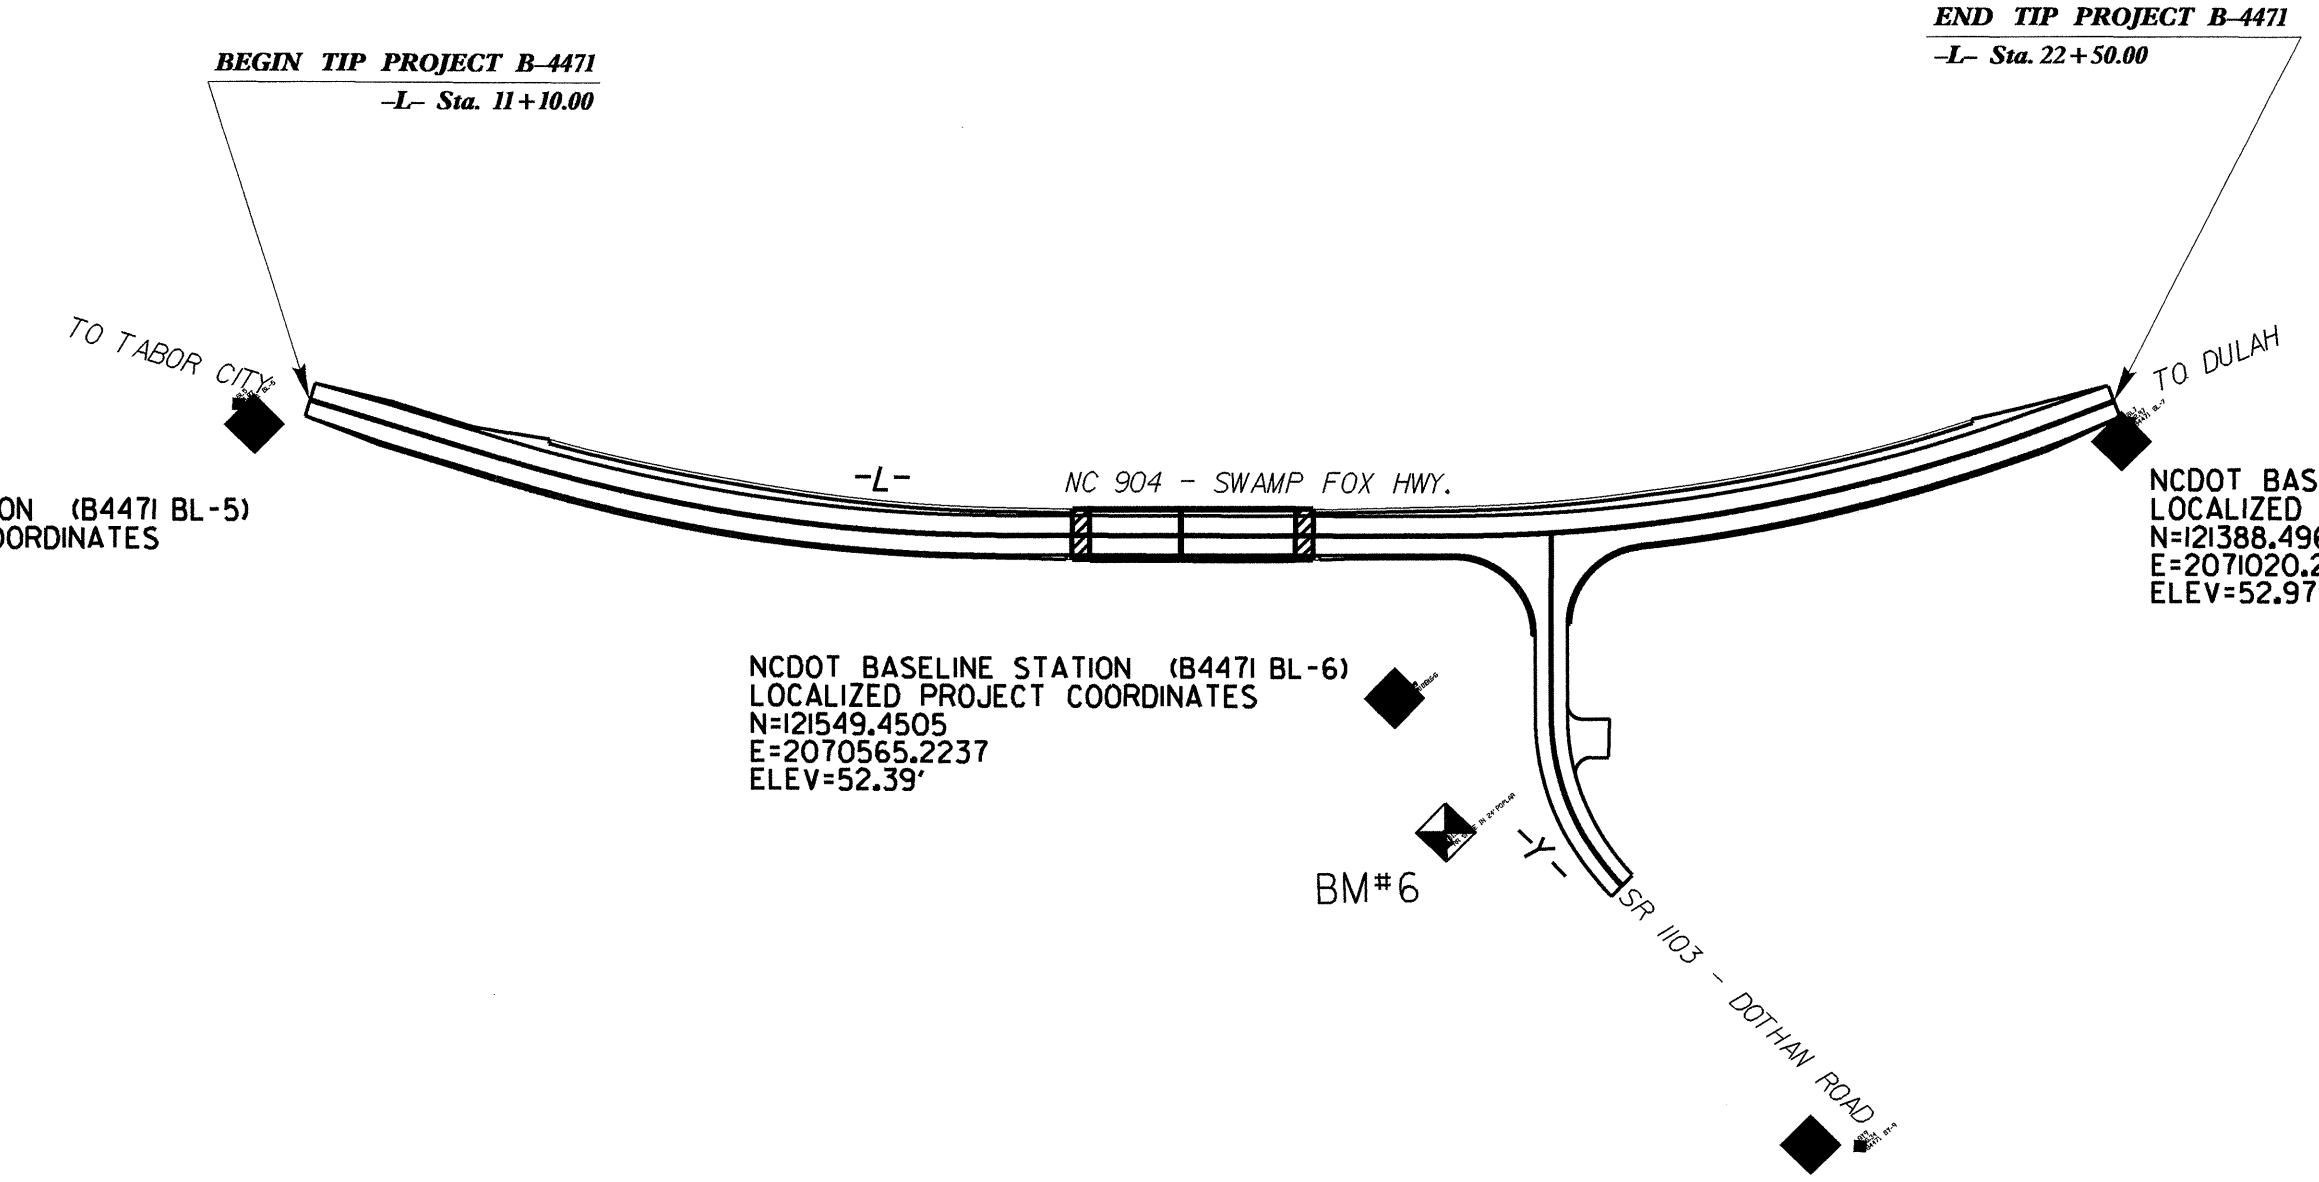 BEGIN TIP PROJECT B-4471
-L- Sta. 11+10.00
END TIP PROJECT B-4471
-L- Sta. 22+50.00
TO TABOR CITY
TO DULAH
-L-
NC 904 - SWAMP FOX HWY.
ON (B4471 BL-5)
OORDINATES
NCDOT BAS
LOCALIZED
N=121388.496
E=2071020.2
ELEV=52.97
NCDOT BASELINE STATION (B4471 BL-6)
LOCALIZED PROJECT COORDINATES
N=121549.4505
E=2070565.2237
ELEV=52.39'
-Y-
BM#6
SR 1103 - DOTHAN ROAD